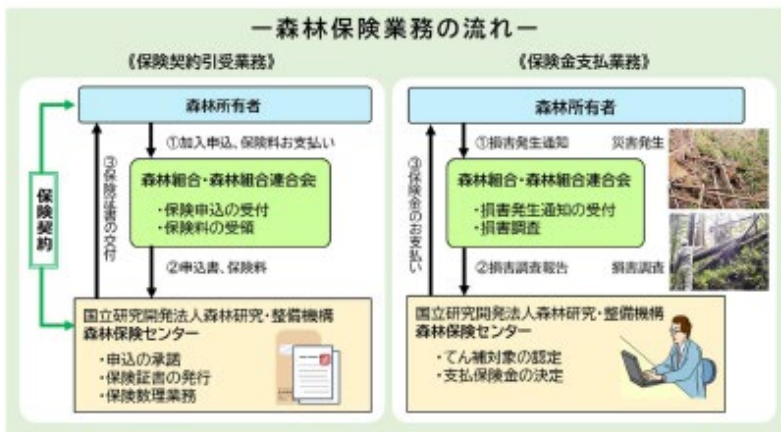 －森林保険業務の流れ－
《保険契約引受業務》
森林所有者
①加入申込、保険料お支払い
森林組合・森林組合連合会
・保険申込の受付
・保険料の受領
②申込書、保険料
③保険証書の交付
保険契約
国立研究開発法人森林研究・整備機構
森林保険センター
・申込の承諾
・保険証書の発行
・保険数理業務
《保険金支払業務》
森林所有者
①損害発生通知
災害発生
森林組合・森林組合連合会
・損害発生通知の受付
・損害調査
②損害調査報告
損害調査
③保険金のお支払い
国立研究開発法人森林研究・整備機構
森林保険センター
・てん補対象の認定
・支払保険金の決定